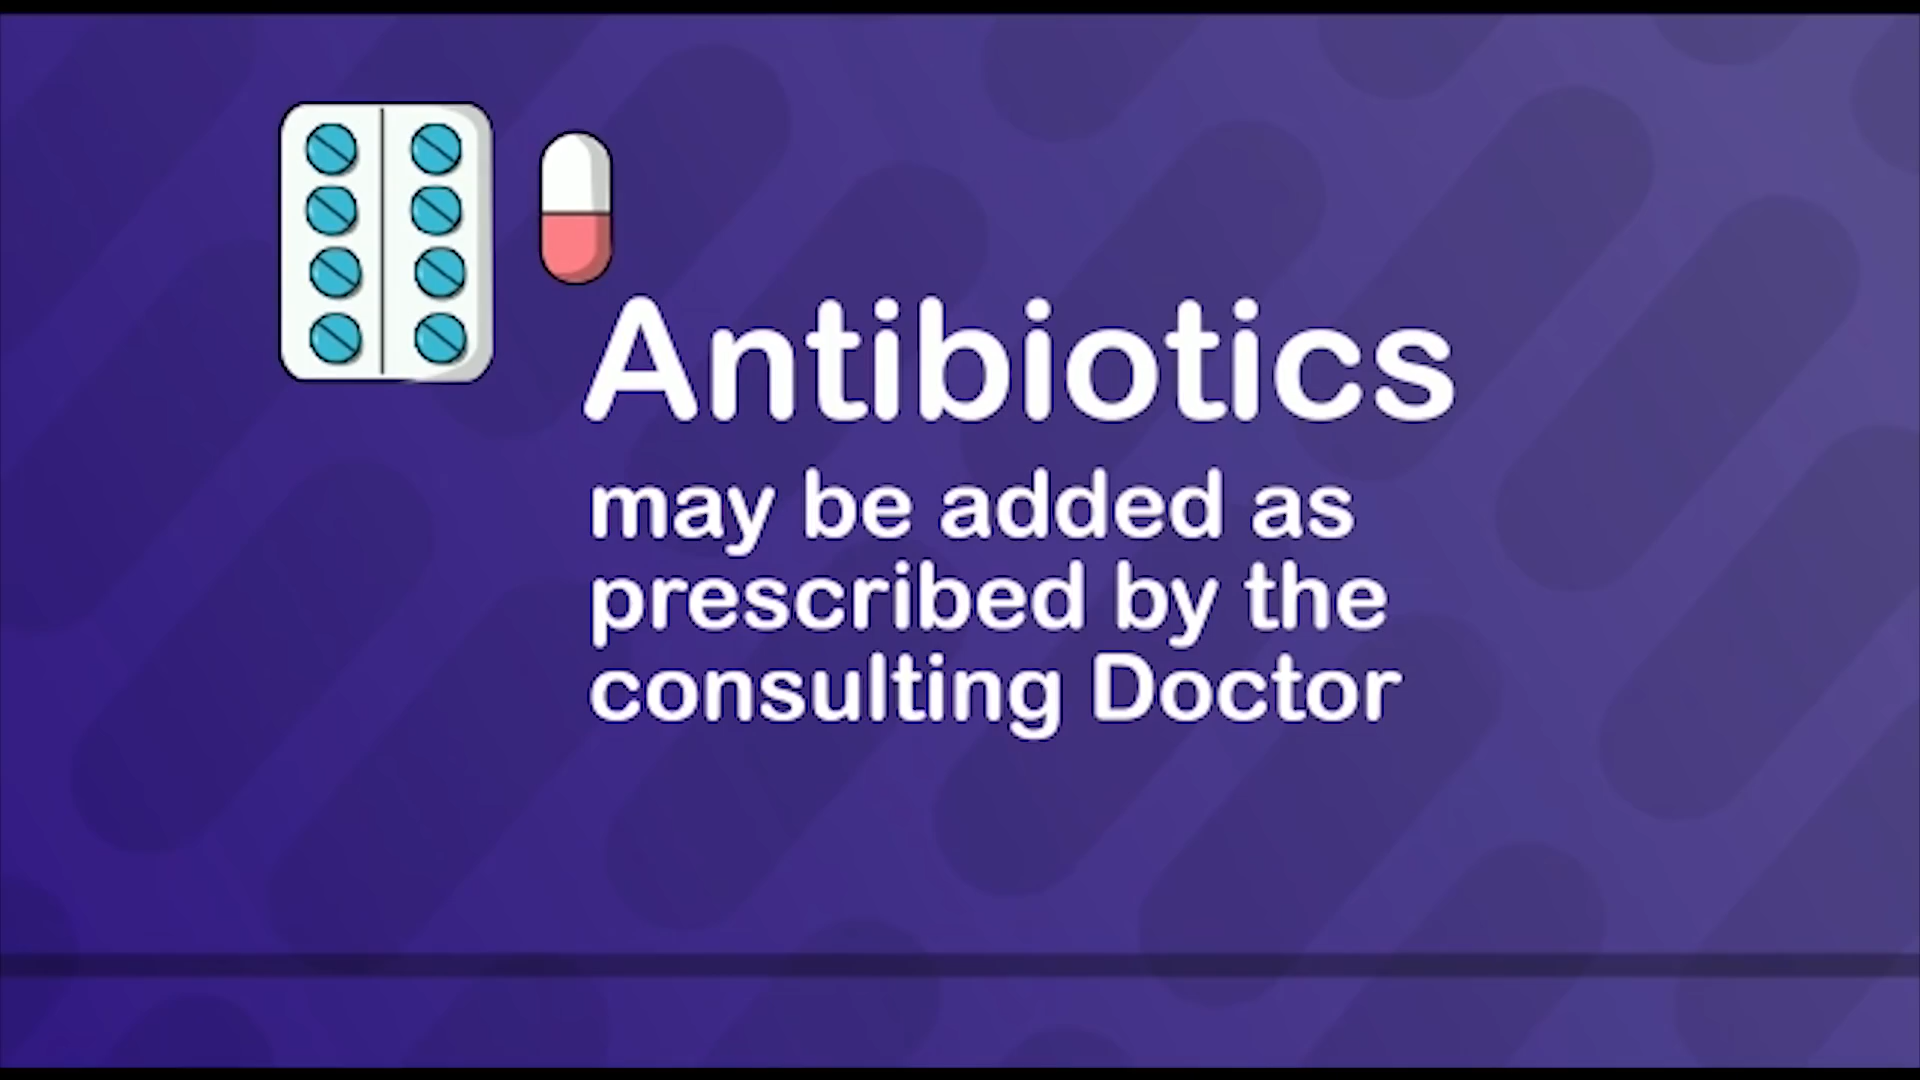 Antibiotics
may be added as
prescribed by the
consulting Doctor